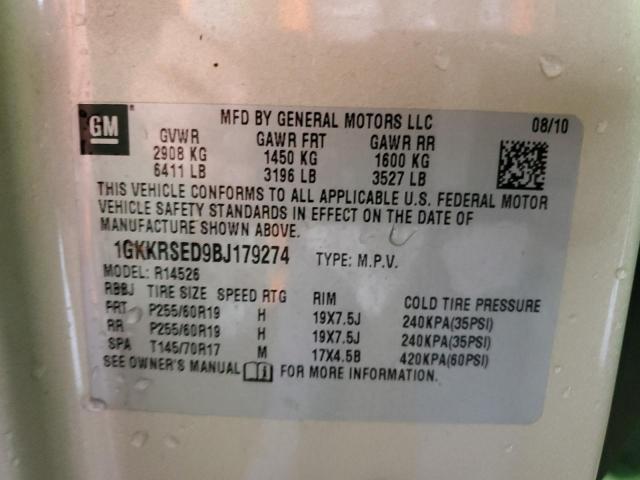 GM
MFD BY GENERAL MOTORS LLC 08/10
GVWR GAWR FRT GAWR RR
2908 KG 1450 KG 1600 KG
6411 LB 3196 LB 3527 LB
THIS VEHICLE CONFORMS TO ALL APPLICABLE U.S. FEDERAL MOTOR
VEHICLE SAFETY STANDARDS IN EFFECT ON THE DATE OF
MANUFACTURE SHOWN ABOVE.
1GKKRSED9BJ179274 TYPE: M.P.V.
MODEL: R14526
RBBJ TIRE SIZE SPEED RTG RIM COLD TIRE PRESSURE
FRT P255/60R19 H 19X7.5J 240KPA(35PSI)
RR P255/60R19 H 19X7.5J 240KPA(35PSI)
SPA T145/70R17 M 17X4.5B 420KPA(60PSI)
SEE OWNER'S MANUAL FOR MORE INFORMATION.